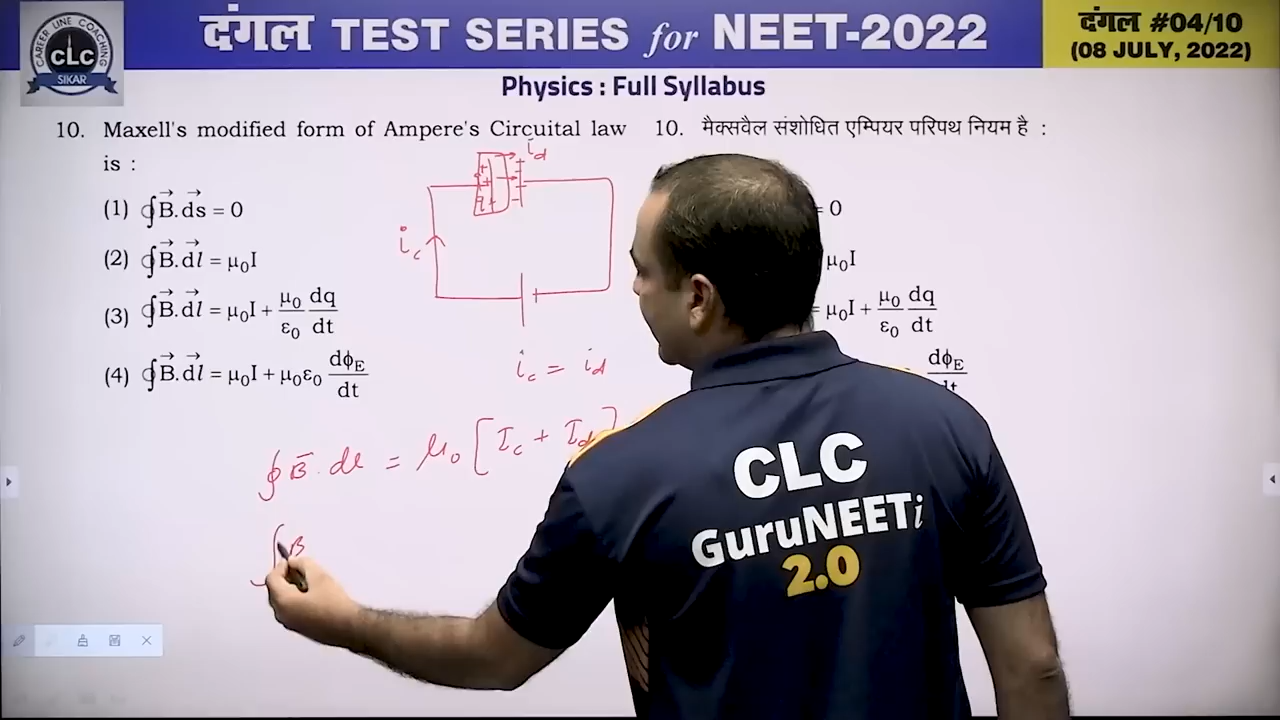 CAREER LINE COACHING
CLC
SIKAR
दंगल TEST SERIES for NEET-2022
दंगल #04/10
(08 JULY, 2022)
Physics : Full Syllabus
10. Maxell's modified form of Ampere's Circuital law is :
(1) ∮B⃗.ds⃗ = 0
(2) ∮B⃗.dl⃗ = μ₀I
(3) ∮B⃗.dl⃗ = μ₀I + μ₀/ε₀ dq/dt
(4) ∮B⃗.dl⃗ = μ₀I + μ₀ε₀ dϕ_E/dt
10. मैक्सवैल संशोधित एम्पियर परिपथ नियम है :
= 0
μ₀I
= μ₀I + μ₀/ε₀ dq/dt
dϕ_E/dt
i_d
+ +
q +
i_c
i_c = i_d
∮B⃗.dl = μ₀[I_c + I_d]
∫B
CLC
GuruNEETi
2.0